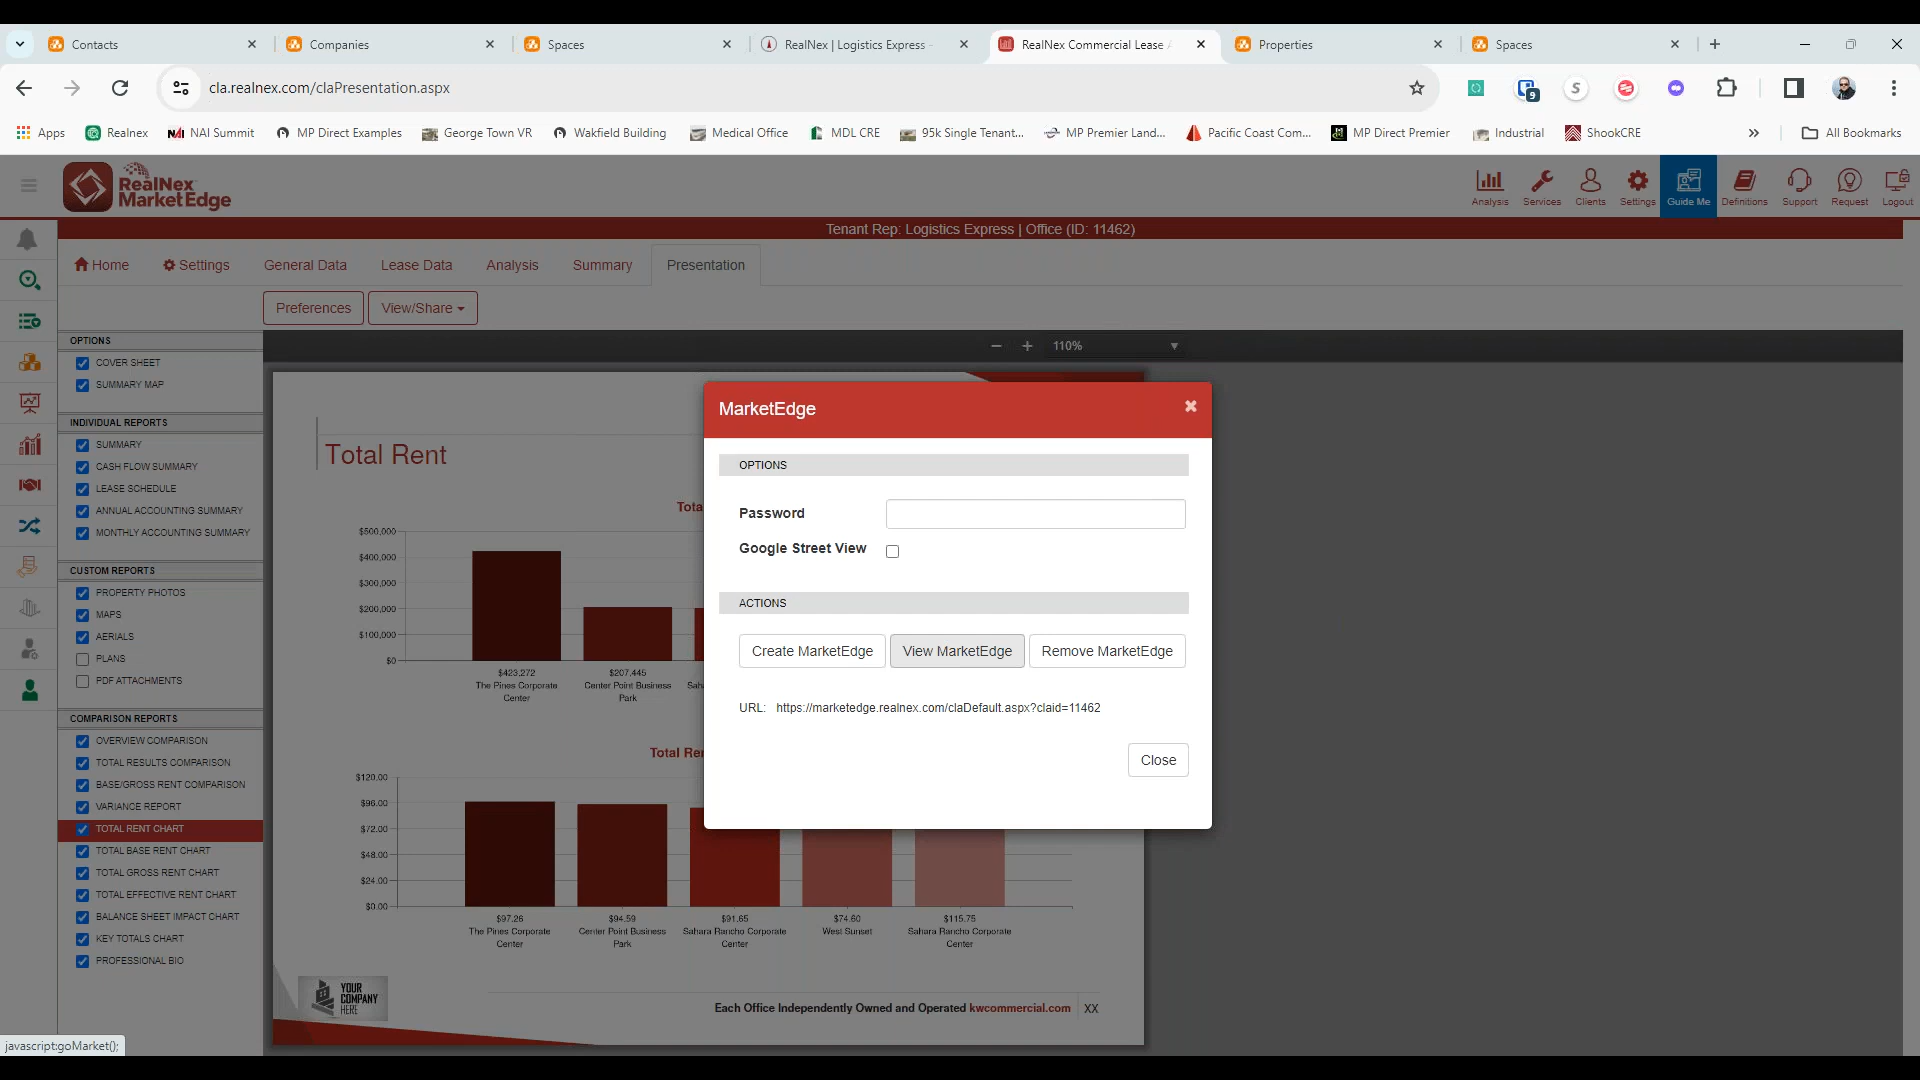 Contacts
Companies
Spaces
RealNex | Logistics Express -
RealNex Commercial Lease A
Properties
Spaces
cla.realnex.com/claPresentation.aspx
9
Apps
Realnex
NAI Summit
MP Direct Examples
George Town VR
Wakfield Building
Medical Office
MDL CRE
95k Single Tenant...
MP Premier Land...
Pacific Coast Com...
MP Direct Premier
Industrial
ShookCRE
All Bookmarks
RealNex
MarketEdge
Analysis
Services
Clients
Settings
Guide Me
Definitions
Support
Request
Logout
Tenant Rep: Logistics Express | Office (ID: 11462)
Home
Settings
General Data
Lease Data
Analysis
Summary
Presentation
Preferences
View/Share
OPTIONS
COVER SHEET
SUMMARY MAP
INDIVIDUAL REPORTS
SUMMARY
CASH FLOW SUMMARY
LEASE SCHEDULE
ANNUAL ACCOUNTING SUMMARY
MONTHLY ACCOUNTING SUMMARY
CUSTOM REPORTS
PROPERTY PHOTOS
MAPS
AERIALS
PLANS
PDF ATTACHMENTS
COMPARISON REPORTS
OVERVIEW COMPARISON
TOTAL RESULTS COMPARISON
BASE/GROSS RENT COMPARISON
VARIANCE REPORT
TOTAL RENT CHART
TOTAL BASE RENT CHART
TOTAL GROSS RENT CHART
TOTAL EFFECTIVE RENT CHART
BALANCE SHEET IMPACT CHART
KEY TOTALS CHART
PROFESSIONAL BIO
110%
Total Rent
Tota
$500,000
$400,000
$300,000
$200,000
$100,000
$0
$423,272
The Pines Corporate
Center
$207,445
Center Point Business
Park
Sah
Total Re
$120.00
$96.00
$72.00
$48.00
$24.00
$0.00
$97.26
The Pines Corporate
Center
$94.59
Center Point Business
Park
$91.65
Sahara Rancho Corporate
Center
$74.60
West Sunset
$115.75
Sahara Rancho Corporate
Center
YOUR
COMPANY
HERE
Each Office Independently Owned and Operated kwcommercial.com
XX
MarketEdge
OPTIONS
Password
Google Street View
ACTIONS
Create MarketEdge
View MarketEdge
Remove MarketEdge
URL: https://marketedge.realnex.com/claDefault.aspx?claid=11462
Close
javascript:goMarket();